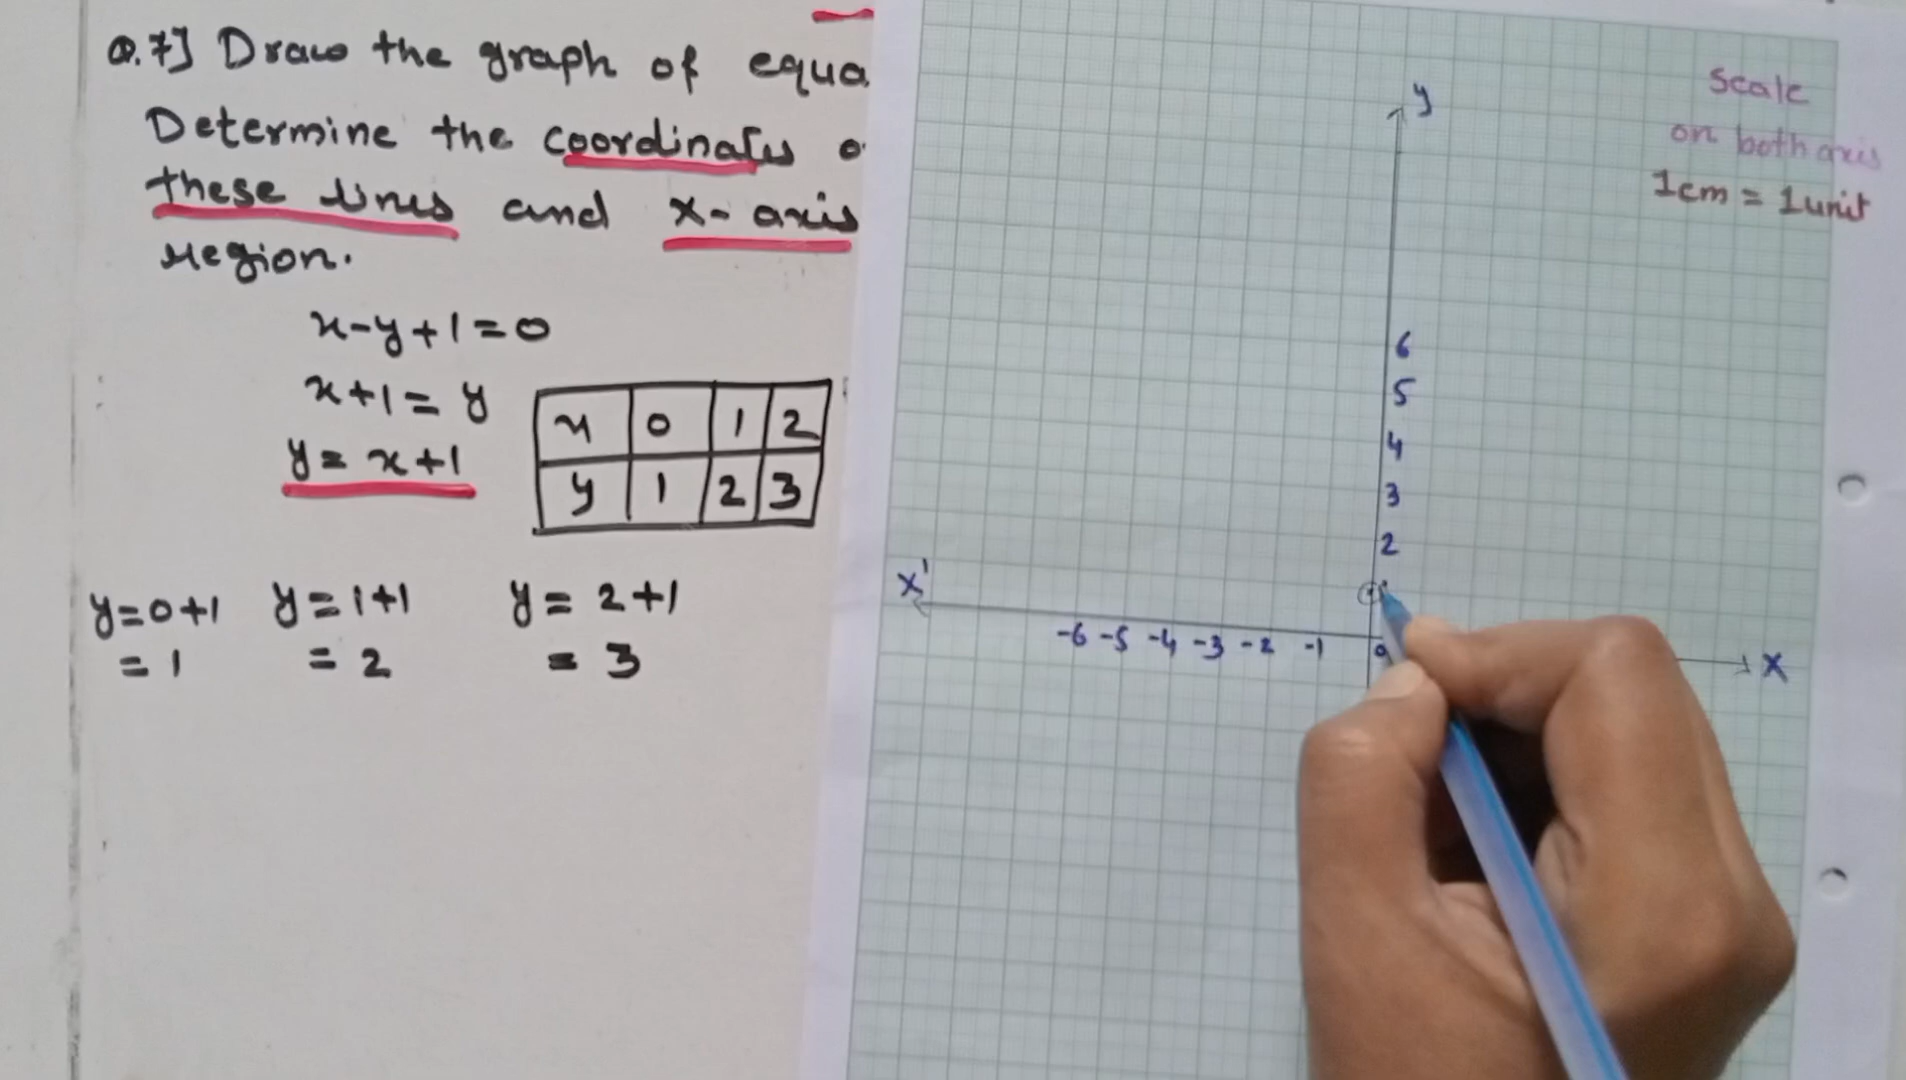 Q.7] Draw the graph of equa
Determine the coordinates o
these lines and x-axis
region.
x-y+1=0
x+1= y
y= x+1
x 0 1 2
y 1 2 3
y=0+1 y=1+1 y= 2+1
= 1 = 2 = 3
y
Scale
on both axis
1cm = 1unit
6
5
4
3
2
x'
-6 -5 -4 -3 -2 -1 0
x